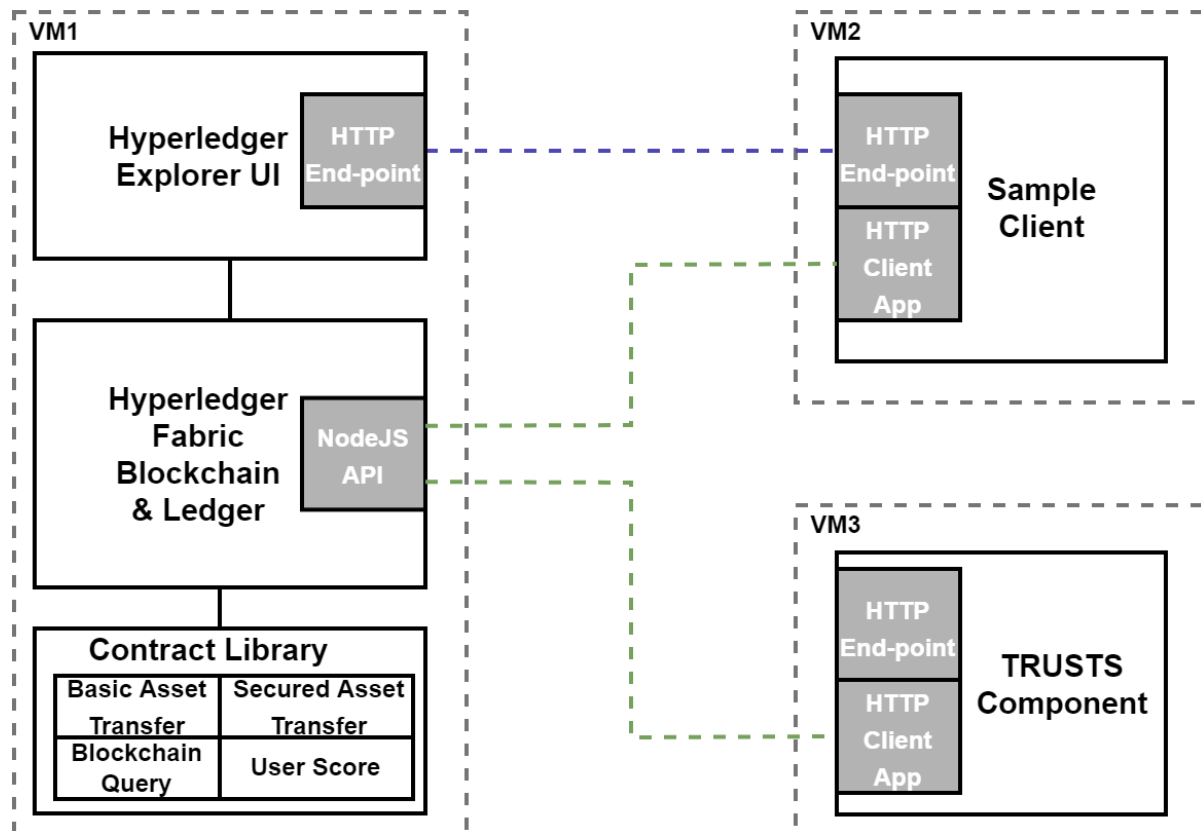 VM1
Hyperledger
Explorer UI
HTTP
End-point
Hyperledger
Fabric
Blockchain
& Ledger
NodeJS
API
Contract Library
Basic Asset
Transfer
Secured Asset
Transfer
Blockchain
Query
User Score
VM2
HTTP
End-point
HTTP
Client
App
Sample
Client
VM3
HTTP
End-point
HTTP
Client
App
TRUSTS
Component